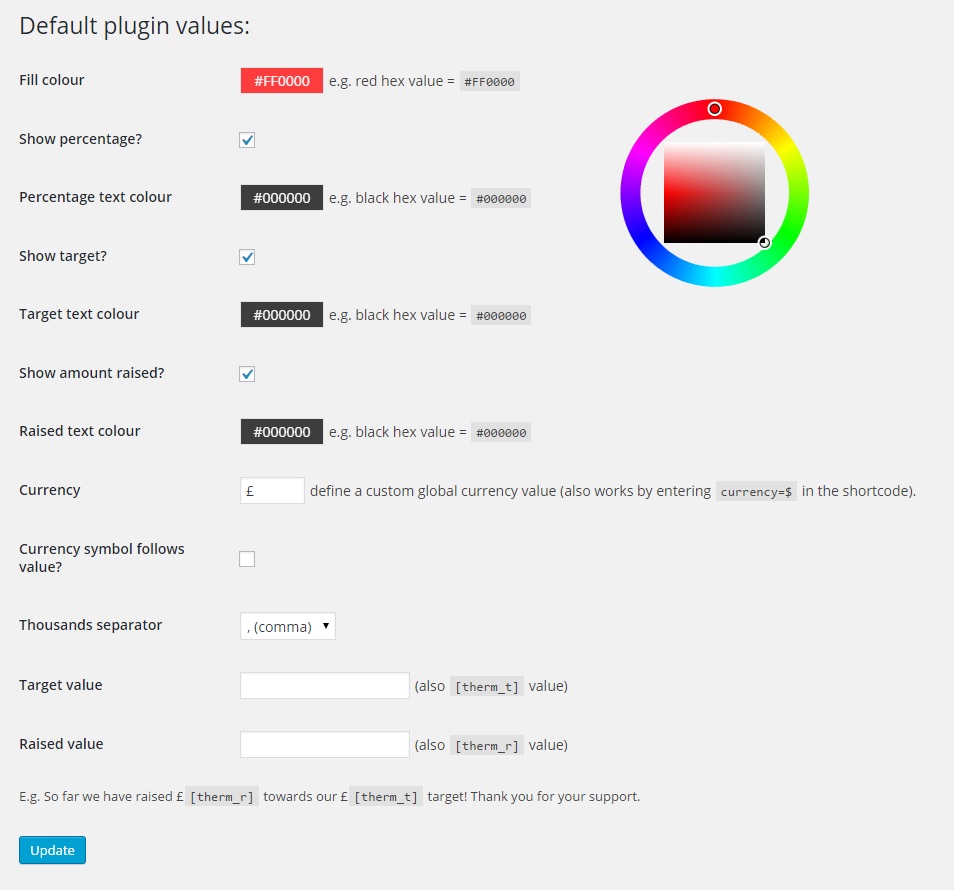 Default plugin values:
Fill colour #FF0000 e.g. red hex value = #FF0000
Show percentage?
Percentage text colour #000000 e.g. black hex value = #000000
Show target?
Target text colour #000000 e.g. black hex value = #000000
Show amount raised?
Raised text colour #000000 e.g. black hex value = #000000
Currency £ define a custom global currency value (also works by entering currency=$ in the shortcode).
Currency symbol follows
value?
Thousands separator , (comma)
Target value (also [therm_t] value)
Raised value (also [therm_r] value)
E.g. So far we have raised £ [therm_r] towards our £ [therm_t] target! Thank you for your support.
Update